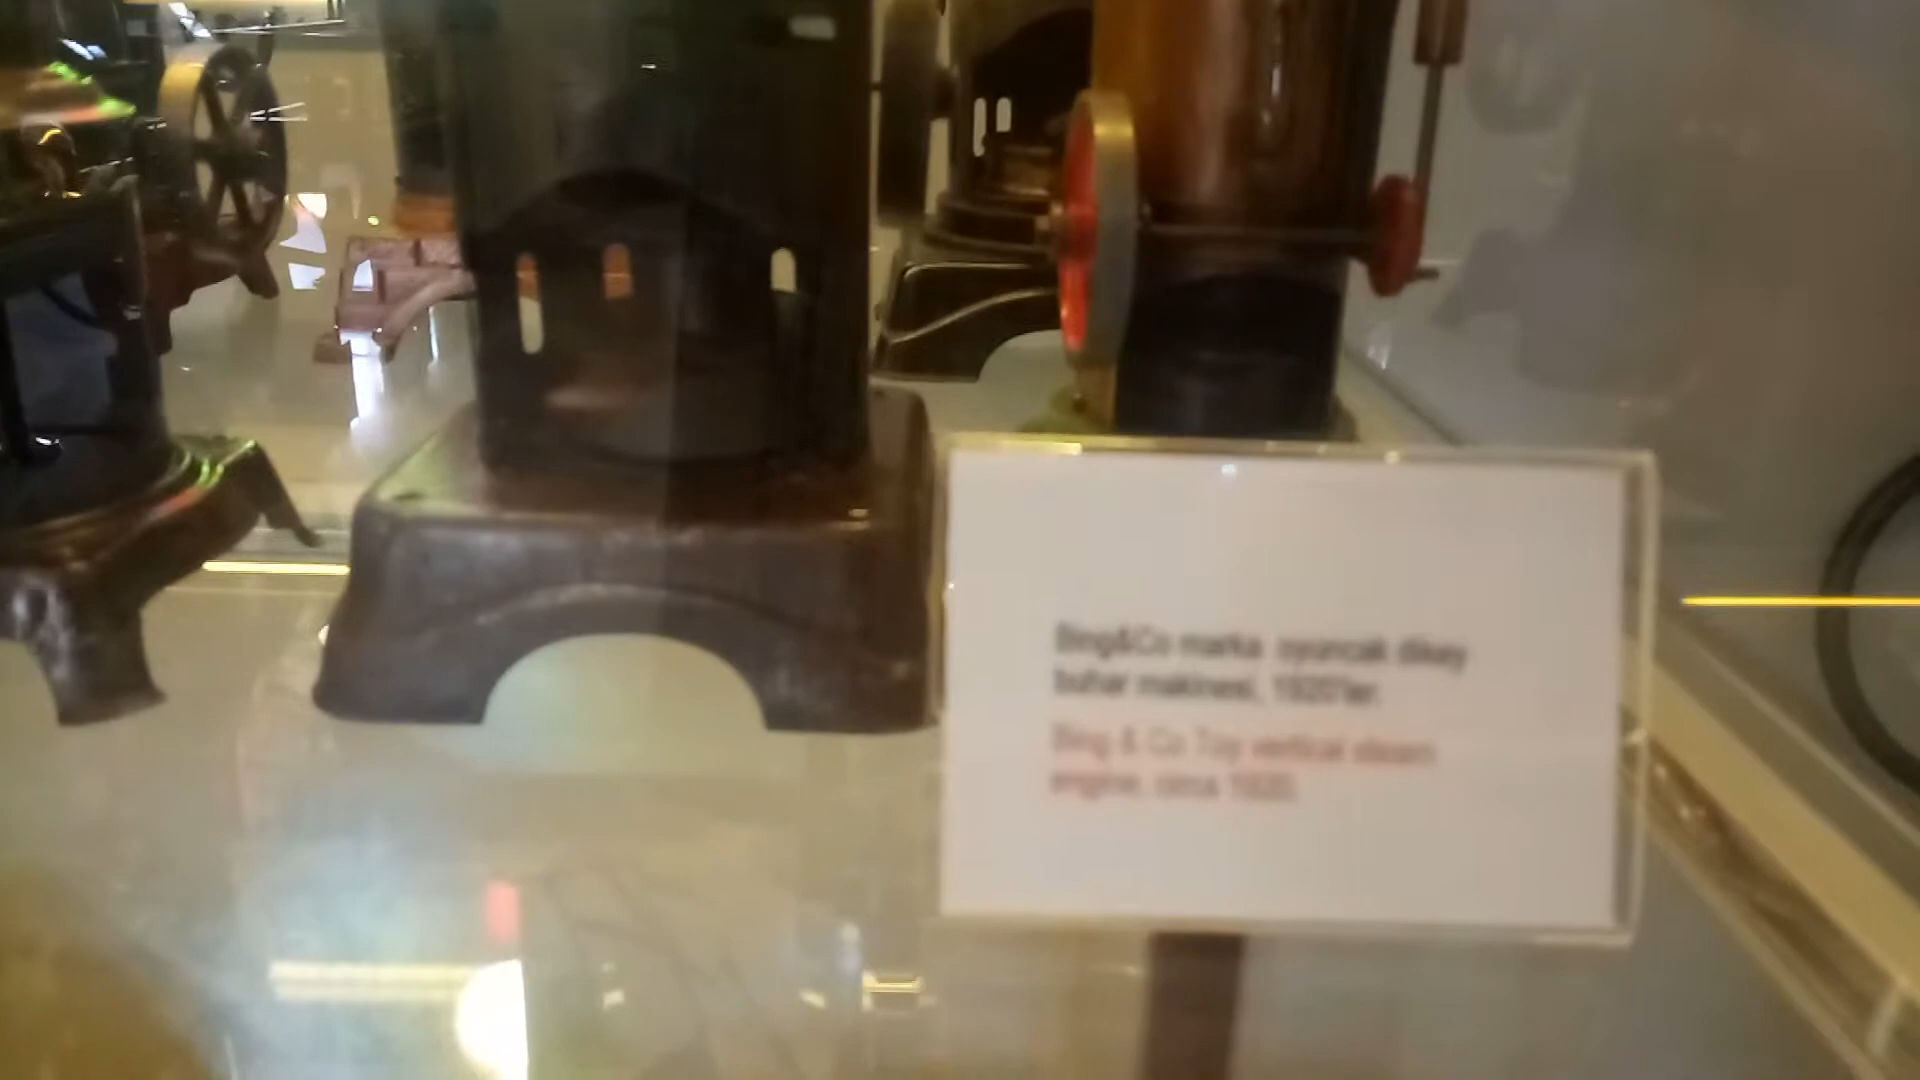 Bing&Co marka oyuncak dikey
buhar makinesi, 1920'ler.
Bing & Co Toy vertical steam
engine, circa 1920.